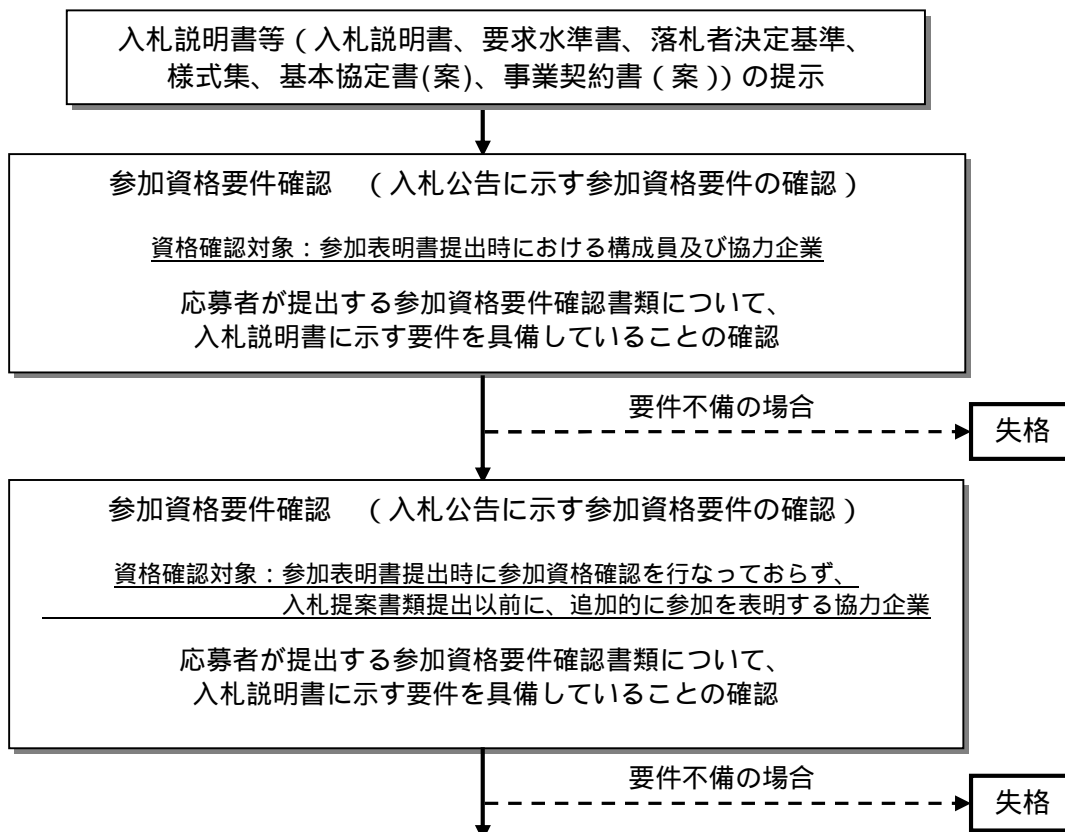 入札説明書等(入札説明書、要求水準書、落札者決定基準、
様式集、基本協定書(案)、事業契約書(案))の提示
参加資格要件確認 (入札公告に示す参加資格要件の確認)
資格確認対象:参加表明書提出時における構成員及び協力企業
応募者が提出する参加資格要件確認書類について、
入札説明書に示す要件を具備していることの確認
要件不備の場合
失格
参加資格要件確認 (入札公告に示す参加資格要件の確認)
資格確認対象:参加表明書提出時に参加資格確認を行なっておらず、
入札提案書類提出以前に、追加的に参加を表明する協力企業
応募者が提出する参加資格要件確認書類について、
入札説明書に示す要件を具備していることの確認
要件不備の場合
失格